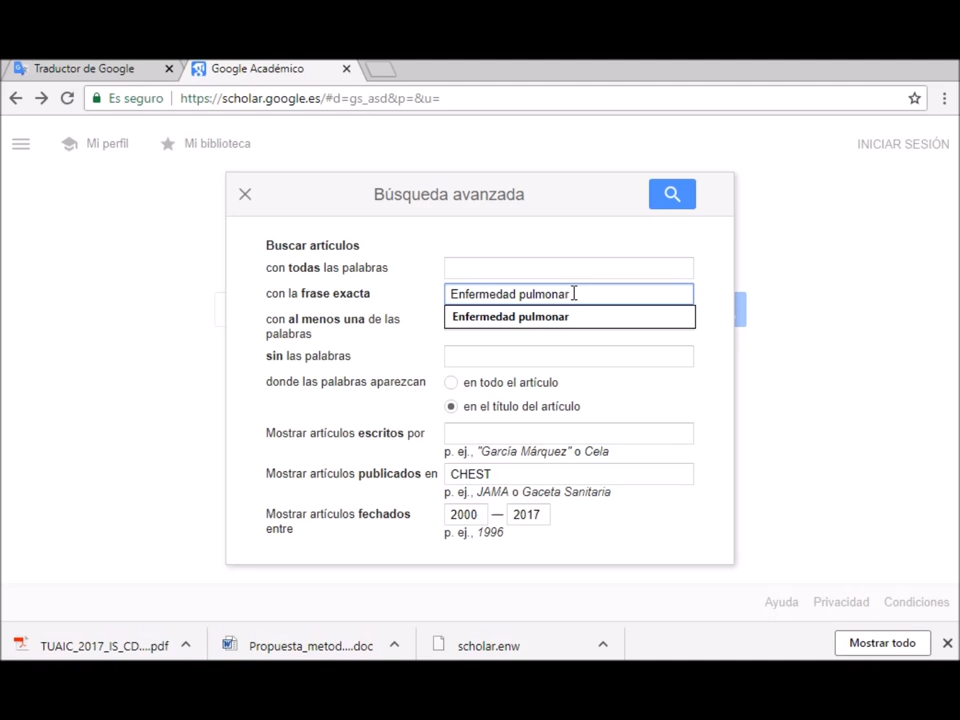 Traductor de Google
Google Académico
Es seguro
https://scholar.google.es/#d=gs_asd&p=&u=
Mi perfil
Mi biblioteca
INICIAR SESIÓN
Búsqueda avanzada
Buscar artículos
con todas las palabras
con la frase exacta
Enfermedad pulmonar
Enfermedad pulmonar
con al menos una de las
palabras
sin las palabras
donde las palabras aparezcan
en todo el artículo
en el título del artículo
Mostrar artículos escritos por
p. ej., "García Márquez" o Cela
Mostrar artículos publicados en
CHEST
p. ej., JAMA o Gaceta Sanitaria
Mostrar artículos fechados
entre
2000 — 2017
p. ej., 1996
Ayuda
Privacidad
Condiciones
TUAIC_2017_IS_CD....pdf
Propuesta_metod....doc
scholar.enw
Mostrar todo